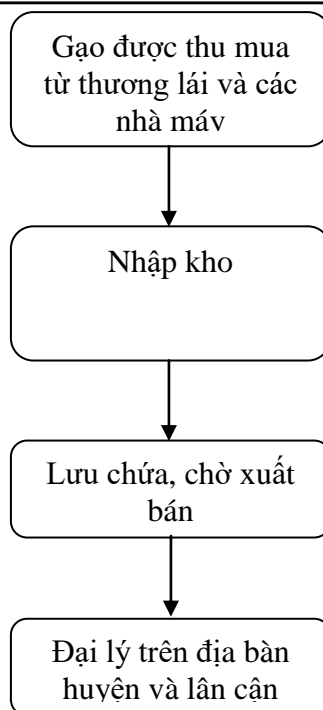 Gạo được thu mua
từ thương lái và các
nhà máy
Nhập kho
Lưu chứa, chờ xuất
bán
Đại lý trên địa bàn
huyện và lân cận